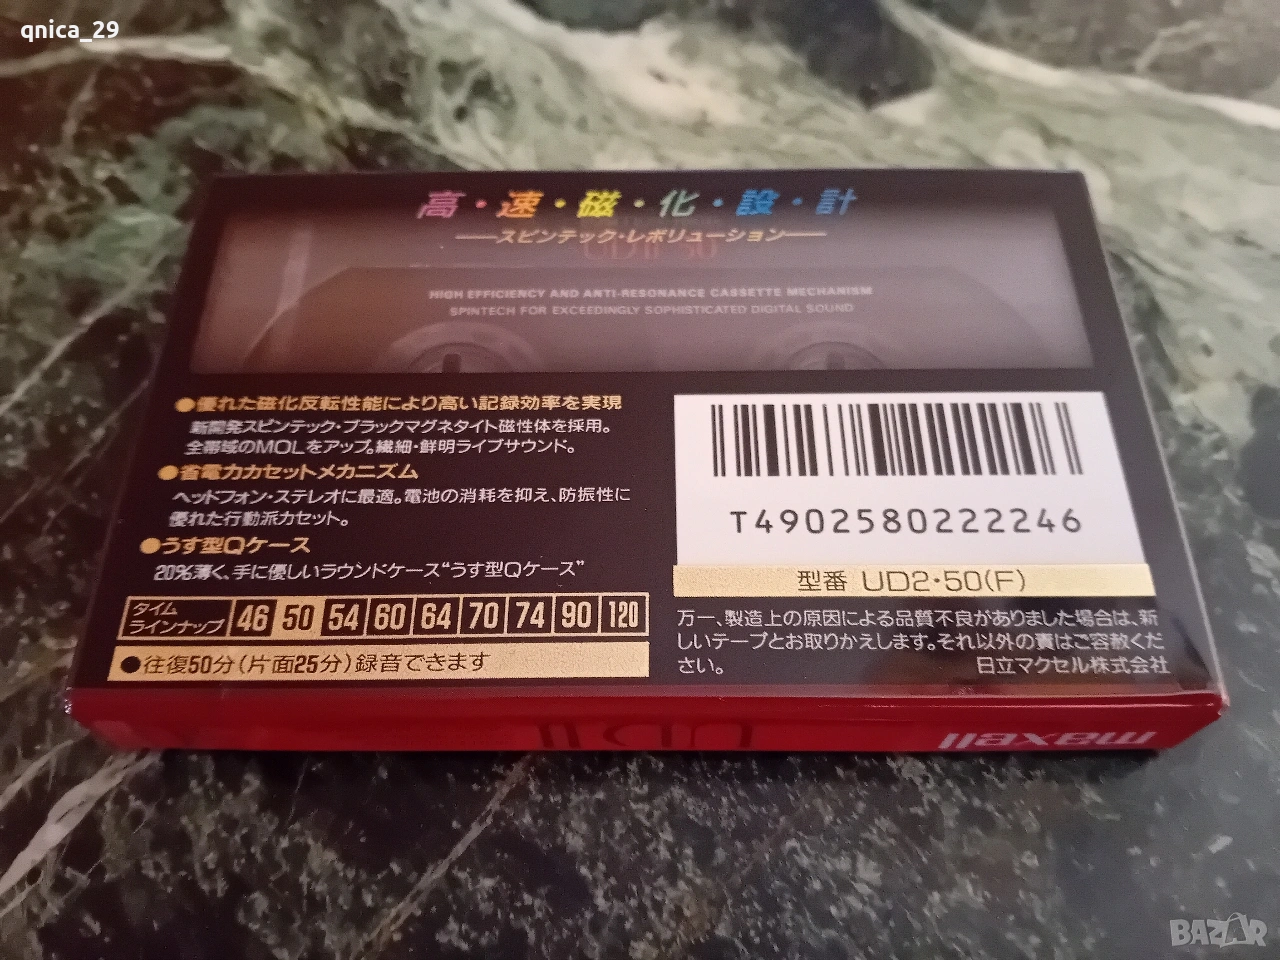 qnica_29
高・速・磁・化・設・計
スピンテック・レボリューション
UDII 50
HIGH EFFICIENCY AND ANTI-RESONANCE CASSETTE MECHANISM
SPINTECH FOR EXCEEDINGLY SOPHISTICATED DIGITAL SOUND
●優れた磁化反転性能により高い記録効率を実現
新開発スピンテック・ブラックマグネタイト磁性体を採用。
全帯域のMOLをアップ。繊細・鮮明ライブサウンド。
●省電力カセットメカニズム
ヘッドフォン・ステレオに最適。電池の消耗を抑え、防振性に
優れた行動派カセット。
●うす型Qケース
20%薄く、手に優しいラウンドケース“うす型Qケース”
タイム
ラインナップ
46 50 54 60 64 70 74 90 120
●往復50分(片面25分)録音できます
T4902580222246
型番 UD2・50(F)
万一、製造上の原因による品質不良がありました場合は、新
しいテープとお取りかえします。それ以外の責はご容赦くだ
さい。
日立マクセル株式会社
UDII
maxell
BAZAR